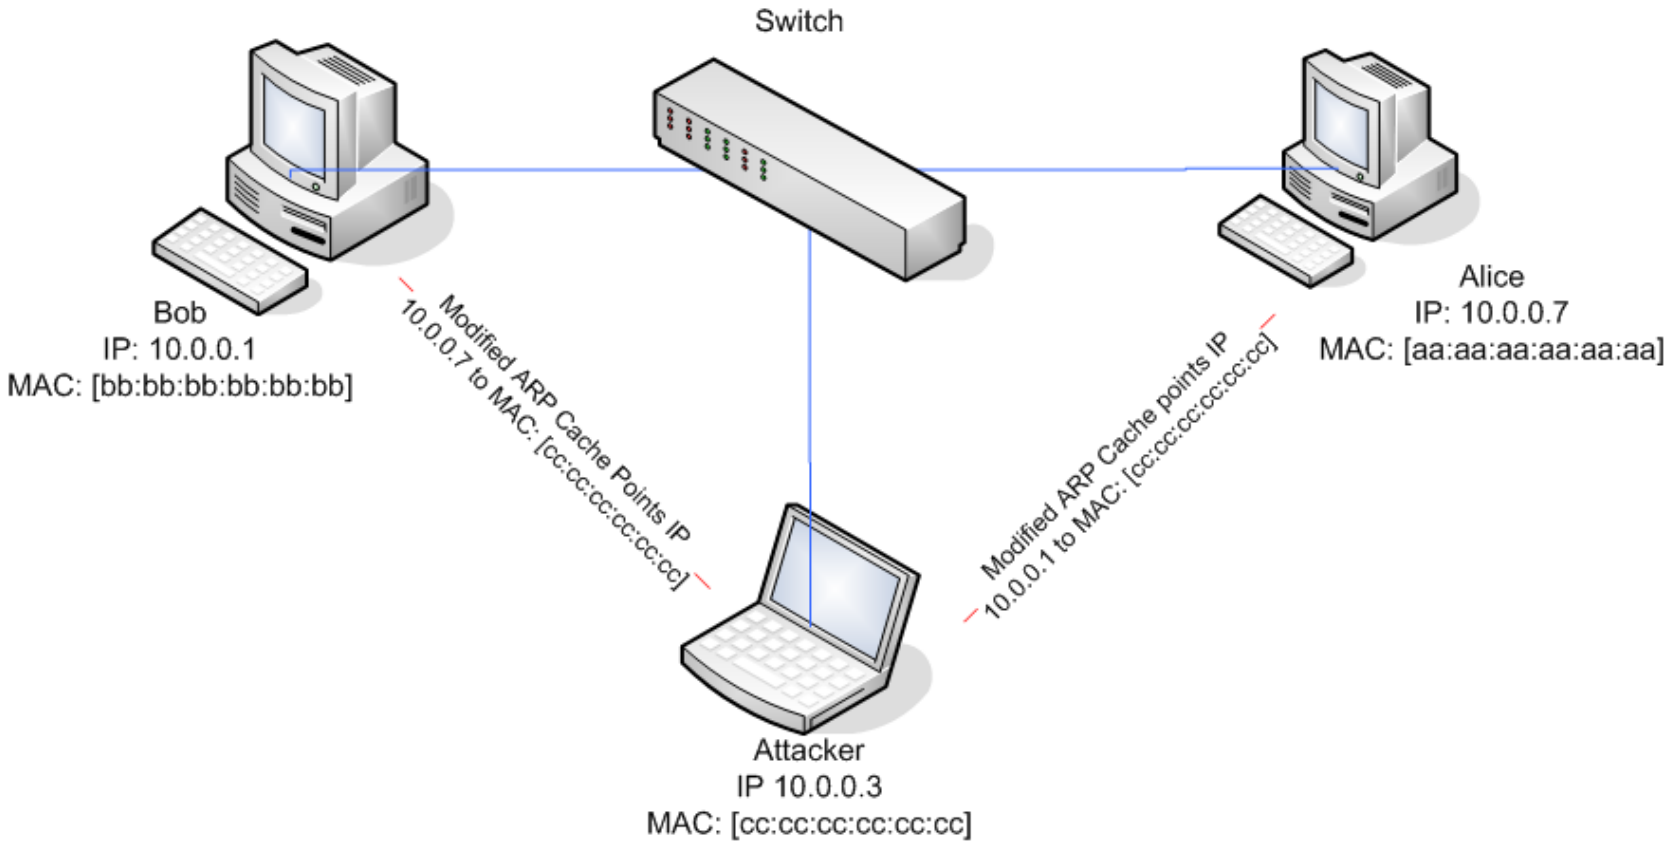 Switch
Bob
IP: 10.0.0.1
MAC: [bb:bb:bb:bb:bb:bb]
Modified ARP Cache Points IP
10.0.0.7 to MAC: [cc:cc:cc:cc:cc:cc]
Modified ARP Cache points IP
10.0.0.1 to MAC: [cc:cc:cc:cc:cc:cc]
Alice
IP: 10.0.0.7
MAC: [aa:aa:aa:aa:aa:aa]
Attacker
IP 10.0.0.3
MAC: [cc:cc:cc:cc:cc:cc]